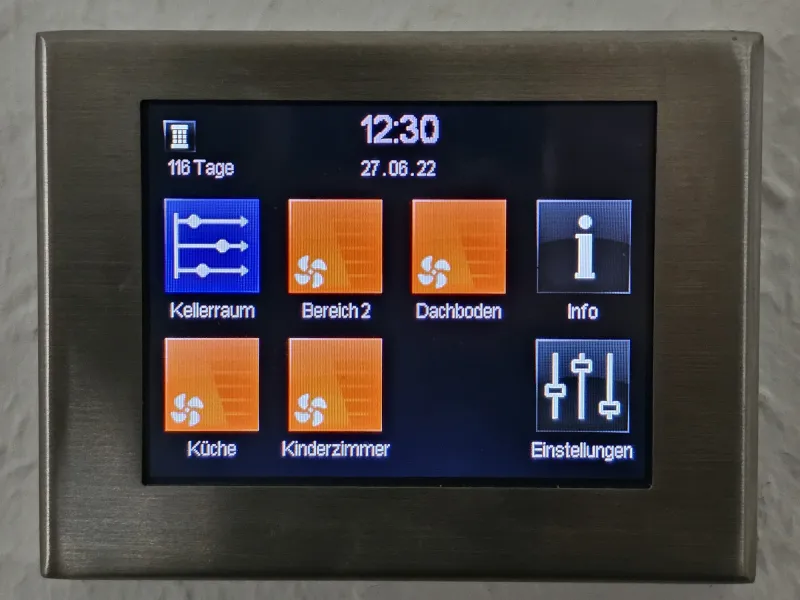 12:30
116 Tage
27.06.22
Kellerraum
Bereich 2
Dachboden
Info
Küche
Kinderzimmer
Einstellungen